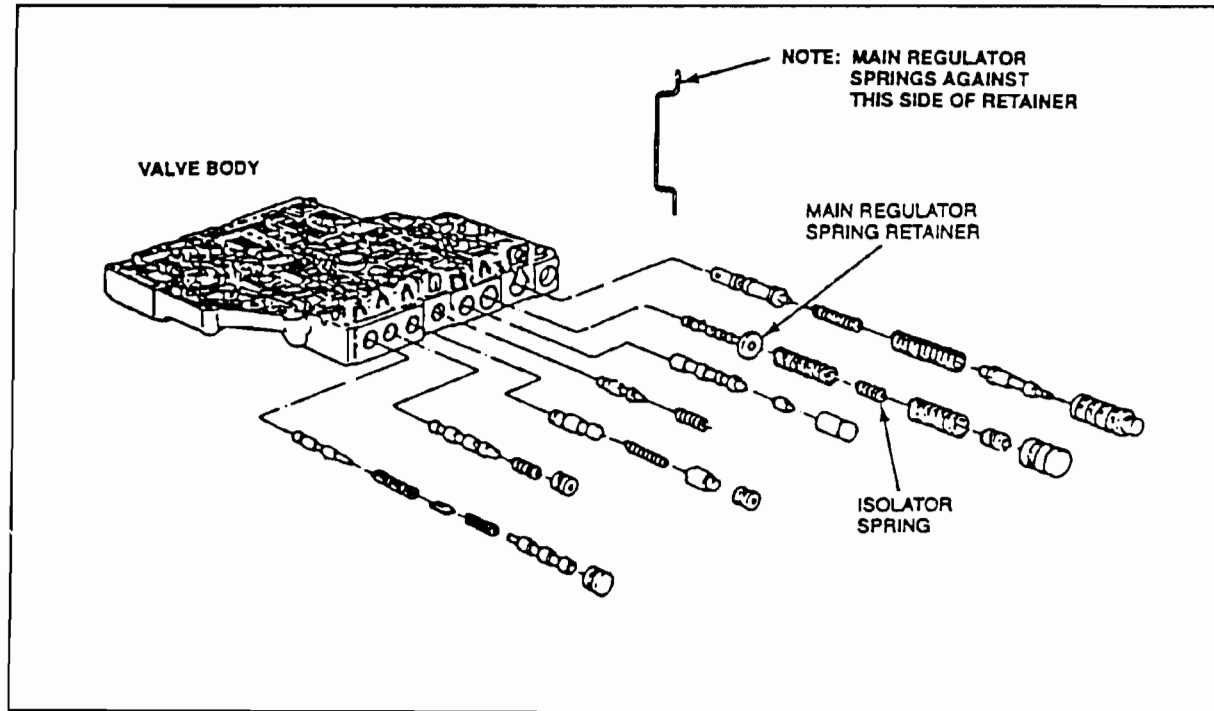 NOTE: MAIN REGULATOR
SPRINGS AGAINST
THIS SIDE OF RETAINER
VALVE BODY
MAIN REGULATOR
SPRING RETAINER
ISOLATOR
SPRING